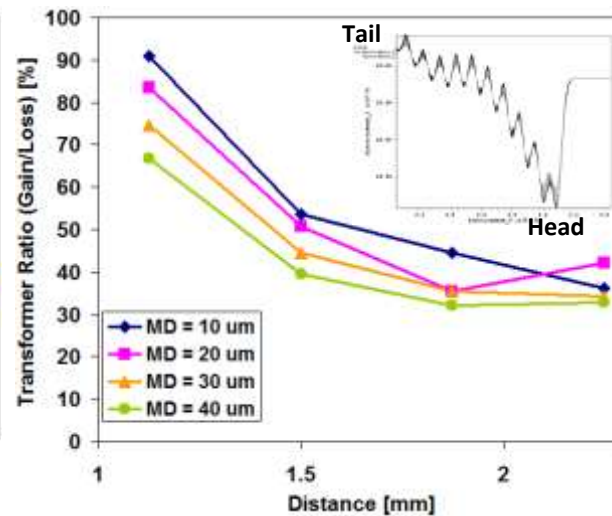 Transformer Ratio (Gain/Loss) [%]
100
90
80
70
60
50
40
30
20
10
0
1
1.5
2
Distance [mm]
MD = 10 um
MD = 20 um
MD = 30 um
MD = 40 um
Tail
Head